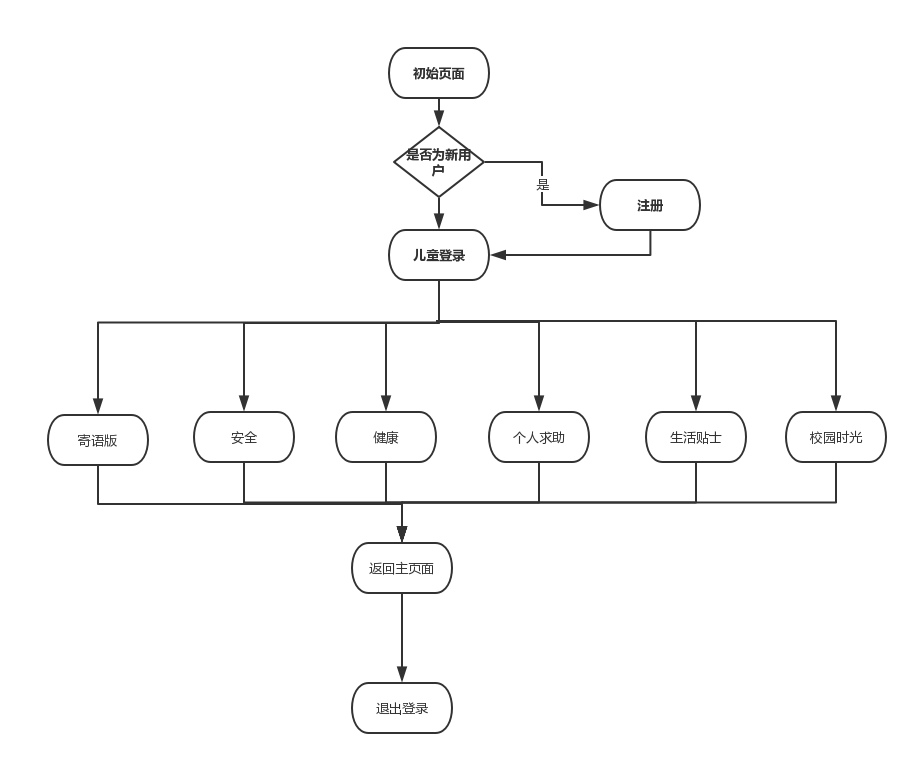 初始页面
是否为新用
户
是
注册
儿童登录
寄语版
安全
健康
个人求助
生活贴士
校园时光
返回主页面
退出登录